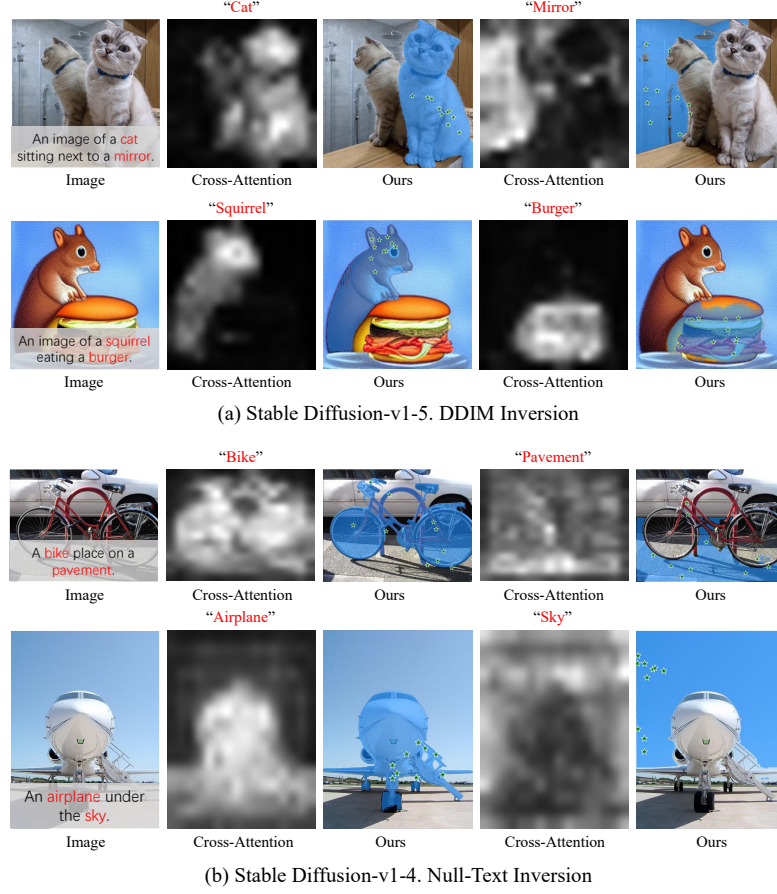 “Cat”
“Mirror”
An image of a cat
sitting next to a mirror.
Image
Cross-Attention
Ours
Cross-Attention
Ours
“Squirrel”
“Burger”
An image of a squirrel
eating a burger.
Image
Cross-Attention
Ours
Cross-Attention
Ours
(a) Stable Diffusion-v1-5. DDIM Inversion
“Bike”
“Pavement”
A bike place on a
pavement.
Image
Cross-Attention
Ours
Cross-Attention
Ours
“Airplane”
“Sky”
An airplane under
the sky.
Image
Cross-Attention
Ours
Cross-Attention
Ours
(b) Stable Diffusion-v1-4. Null-Text Inversion